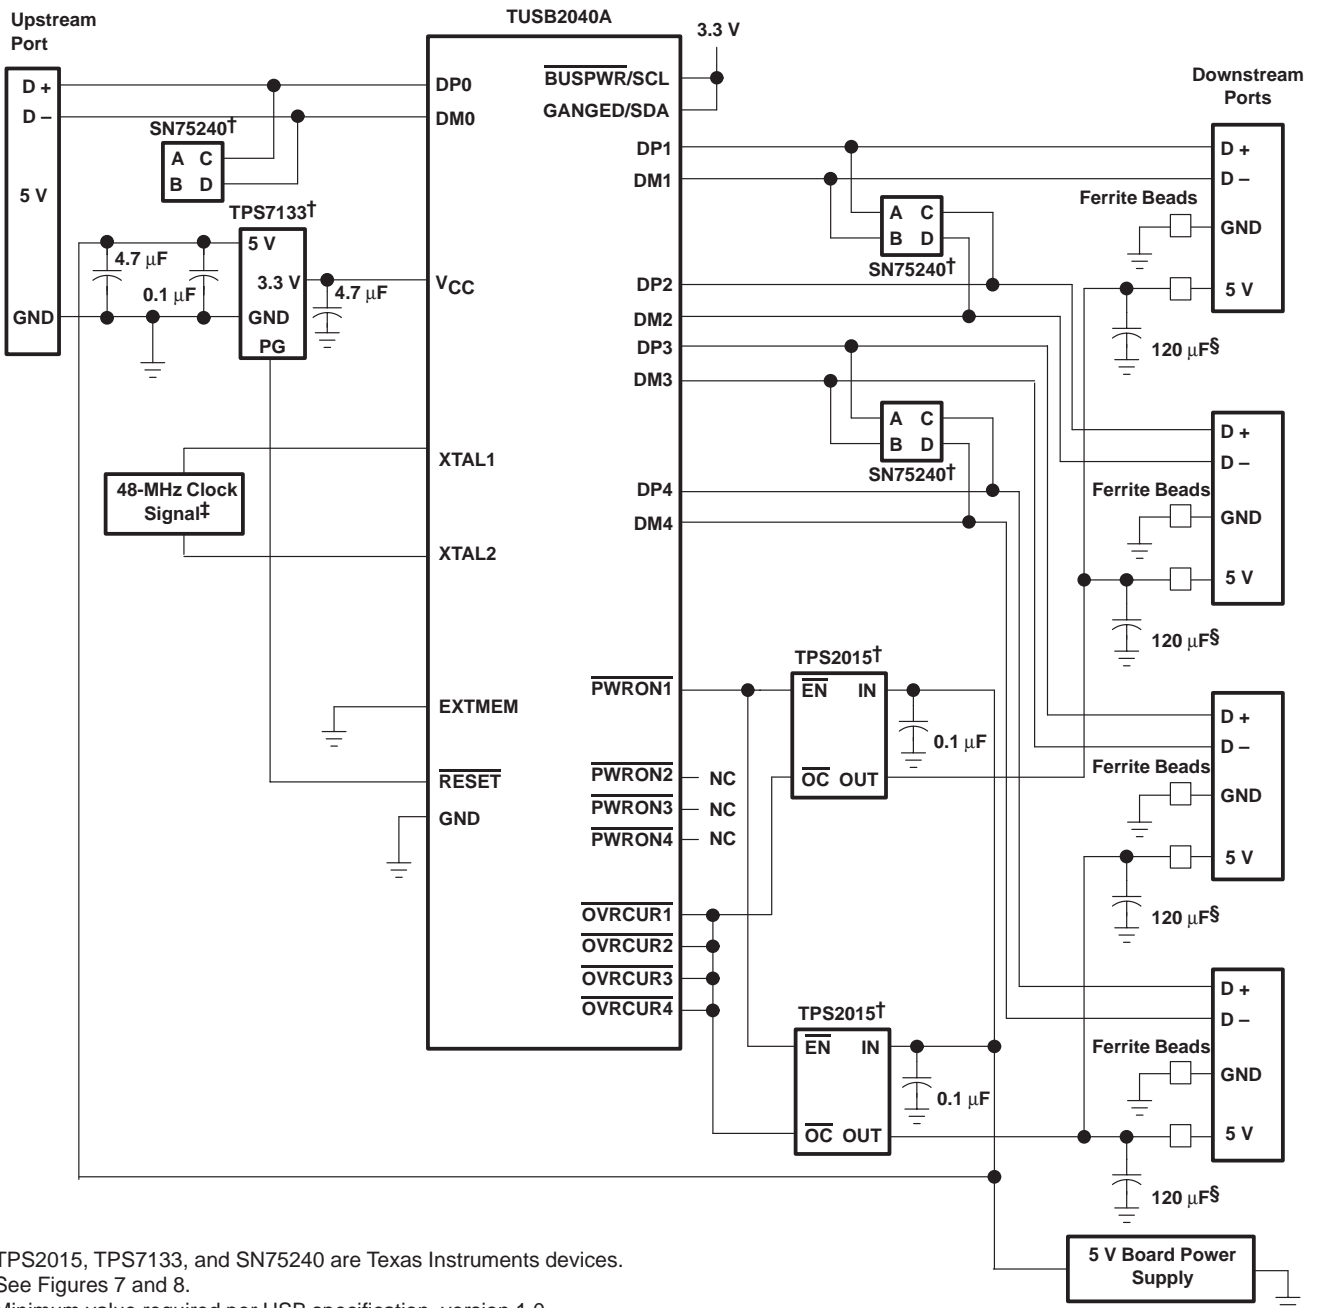 Upstream
Port
TUSB2040A
3.3 V
D +
D –
5 V
GND
SN75240†
A C
B D
TPS7133†
5 V
3.3 V
GND
PG
4.7 μF
0.1 μF
4.7 μF
48-MHz Clock
Signal‡
DP0
DM0
VCC
XTAL1
XTAL2
EXTMEM
RESET
GND
BUSPWR/SCL
GANGED/SDA
DP1
DM1
DP2
DM2
DP3
DM3
DP4
DM4
PWRON1
PWRON2
NC
PWRON3
NC
PWRON4
NC
OVRCUR1
OVRCUR2
OVRCUR3
OVRCUR4
A C
B D
SN75240†
A C
B D
SN75240†
TPS2015†
EN IN
OC OUT
0.1 μF
TPS2015†
EN IN
OC OUT
0.1 μF
Downstream
Ports
D +
D –
Ferrite Beads
GND
5 V
120 μF§
D +
D –
Ferrite Beads
GND
5 V
120 μF§
D +
D –
Ferrite Beads
GND
5 V
120 μF§
D +
D –
Ferrite Beads
GND
5 V
120 μF§
5 V Board Power
Supply
TPS2015, TPS7133, and SN75240 are Texas Instruments devices.
See Figures 7 and 8.